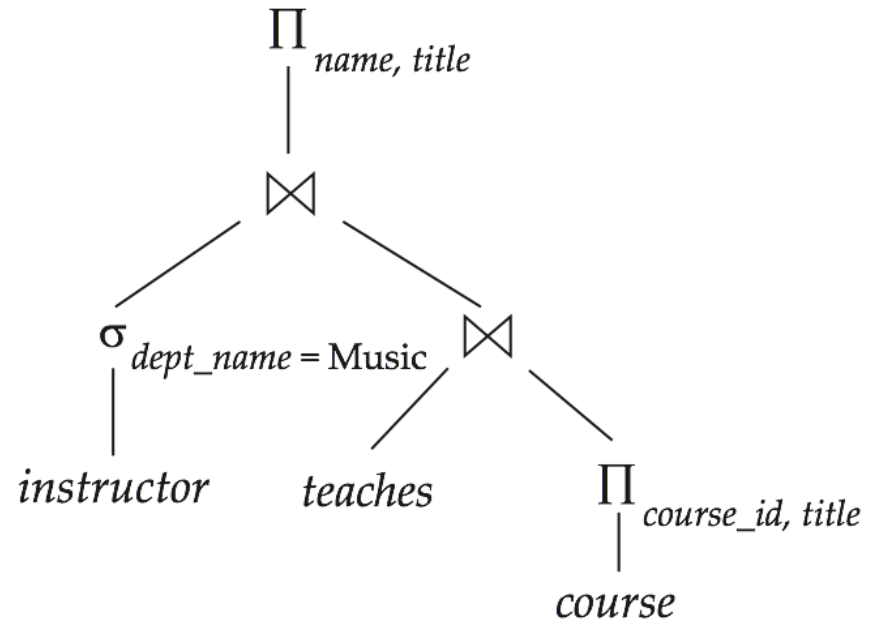 Π name, title
⋈
σ dept_name = Music ⋈
instructor teaches Π course_id, title
course